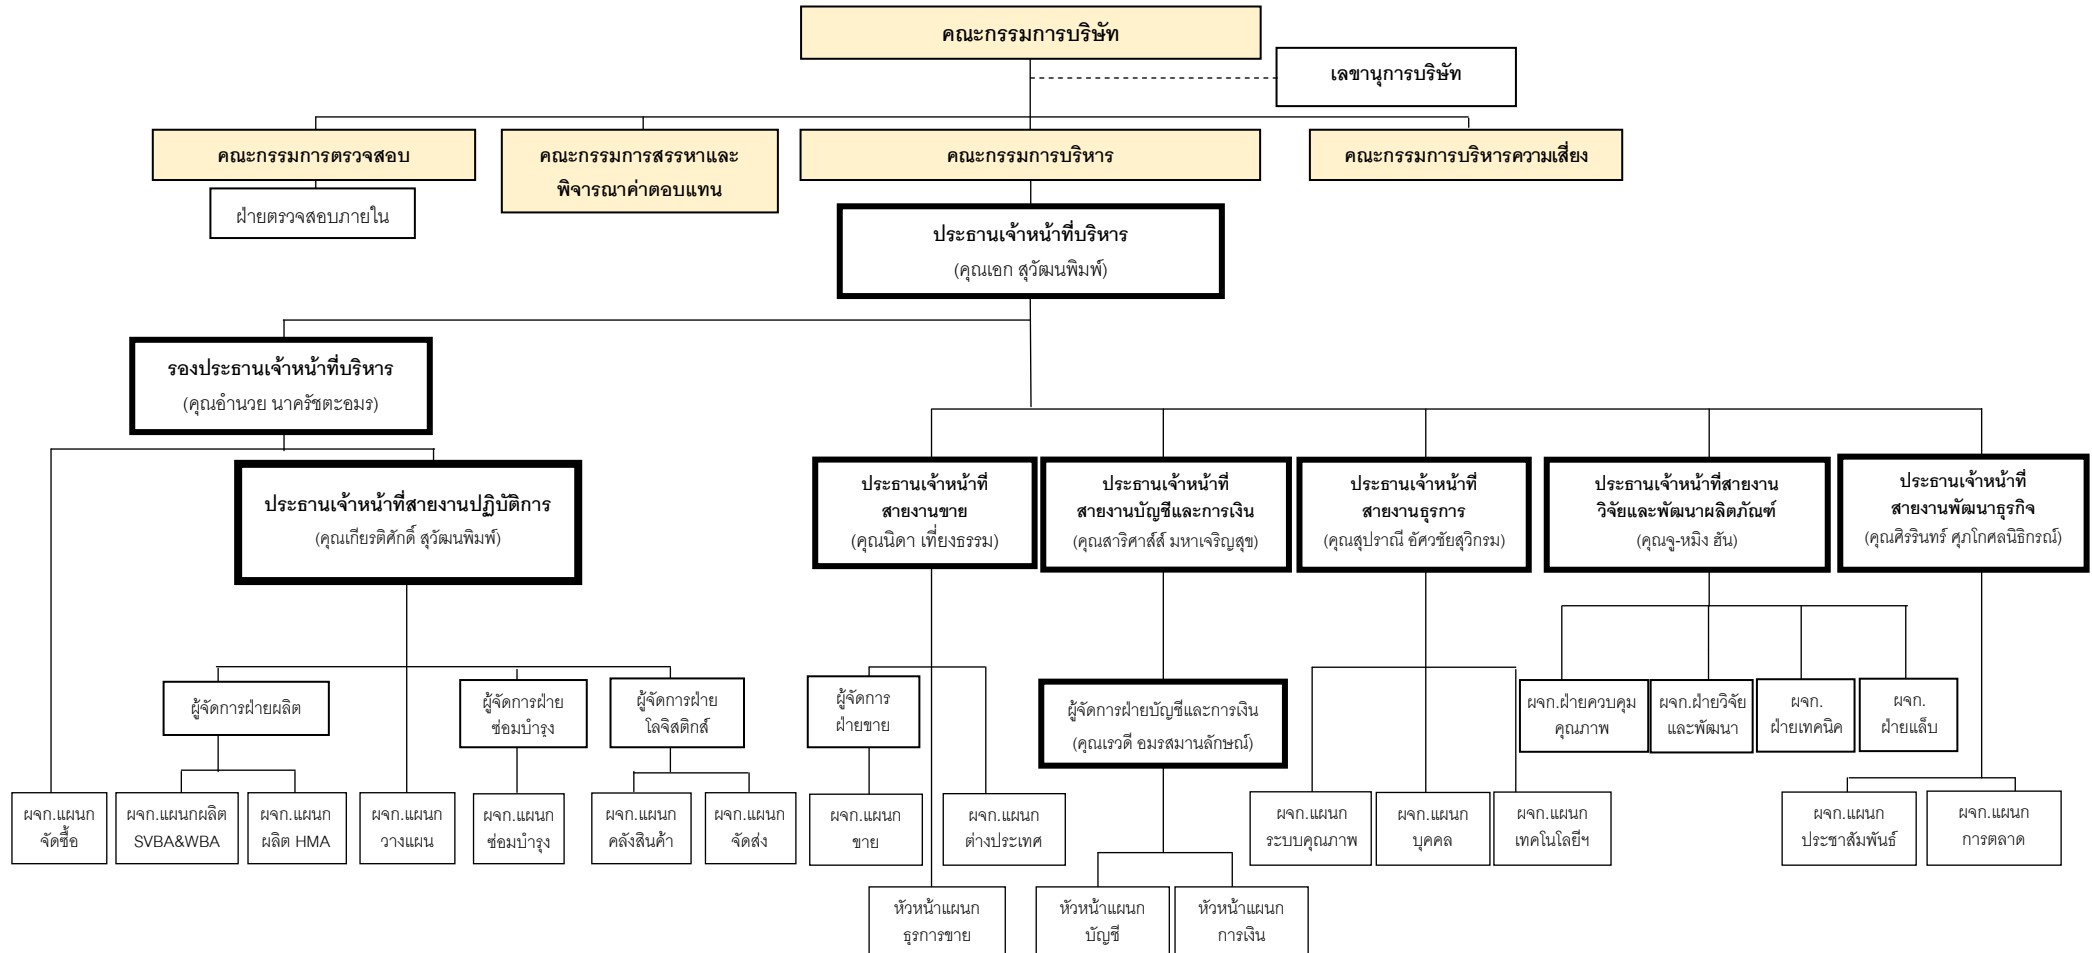 คณะกรรมการบริษัท
เลขานุการบริษัท
คณะกรรมการตรวจสอบ
คณะกรรมการสรรหาและ
พิจารณาค่าตอบแทน
คณะกรรมการบริหาร
คณะกรรมการบริหารความเสี่ยง
ฝ่ายตรวจสอบภายใน
ประธานเจ้าหน้าที่บริหาร
(คุณเอก สุวัฒนพิมพ์)
รองประธานเจ้าหน้าที่บริหาร
(คุณอำนวย นาครัชตะอมร)
ประธานเจ้าหน้าที่สายงานปฏิบัติการ
(คุณเกียรติศักดิ์ สุวัฒนพิมพ์)
ประธานเจ้าหน้าที่
สายงานขาย
(คุณนิดา เที่ยงธรรม)
ประธานเจ้าหน้าที่
สายงานบัญชีและการเงิน
(คุณสาริศาส์ส์ มหาเจริญสุข)
ประธานเจ้าหน้าที่
สายงานธุรการ
(คุณสุปราณี อัศวชัยสุวิกรม)
ประธานเจ้าหน้าที่สายงาน
วิจัยและพัฒนาผลิตภัณฑ์
(คุณจู-หมิง ฮัน)
ประธานเจ้าหน้าที่
สายงานพัฒนาธุรกิจ
(คุณศิรรินทร์ ศุภโกศลนิธิกรณ์)
ผู้จัดการฝ่ายผลิต
ผู้จัดการฝ่าย
ซ่อมบำรุง
ผู้จัดการฝ่าย
โลจิสติกส์
ผู้จัดการ
ฝ่ายขาย
ผู้จัดการฝ่ายบัญชีและการเงิน
(คุณเรวดี อมรสมานลักษณ์)
ผจก.ฝ่ายควบคุม
คุณภาพ
ผจก.ฝ่ายวิจัย
และพัฒนา
ผจก.
ฝ่ายเทคนิค
ผจก.
ฝ่ายแล็บ
ผจก.แผนก
จัดซื้อ
ผจก.แผนกผลิต
SVBA&WBA
ผจก.แผนก
ผลิต HMA
ผจก.แผนก
วางแผน
ผจก.แผนก
ซ่อมบำรุง
ผจก.แผนก
คลังสินค้า
ผจก.แผนก
จัดส่ง
ผจก.แผนก
ขาย
ผจก.แผนก
ต่างประเทศ
ผจก.แผนก
ระบบคุณภาพ
ผจก.แผนก
บุคคล
ผจก.แผนก
เทคโนโลยีฯ
ผจก.แผนก
ประชาสัมพันธ์
ผจก.แผนก
การตลาด
หัวหน้าแผนก
ธุรการขาย
หัวหน้าแผนก
บัญชี
หัวหน้าแผนก
การเงิน